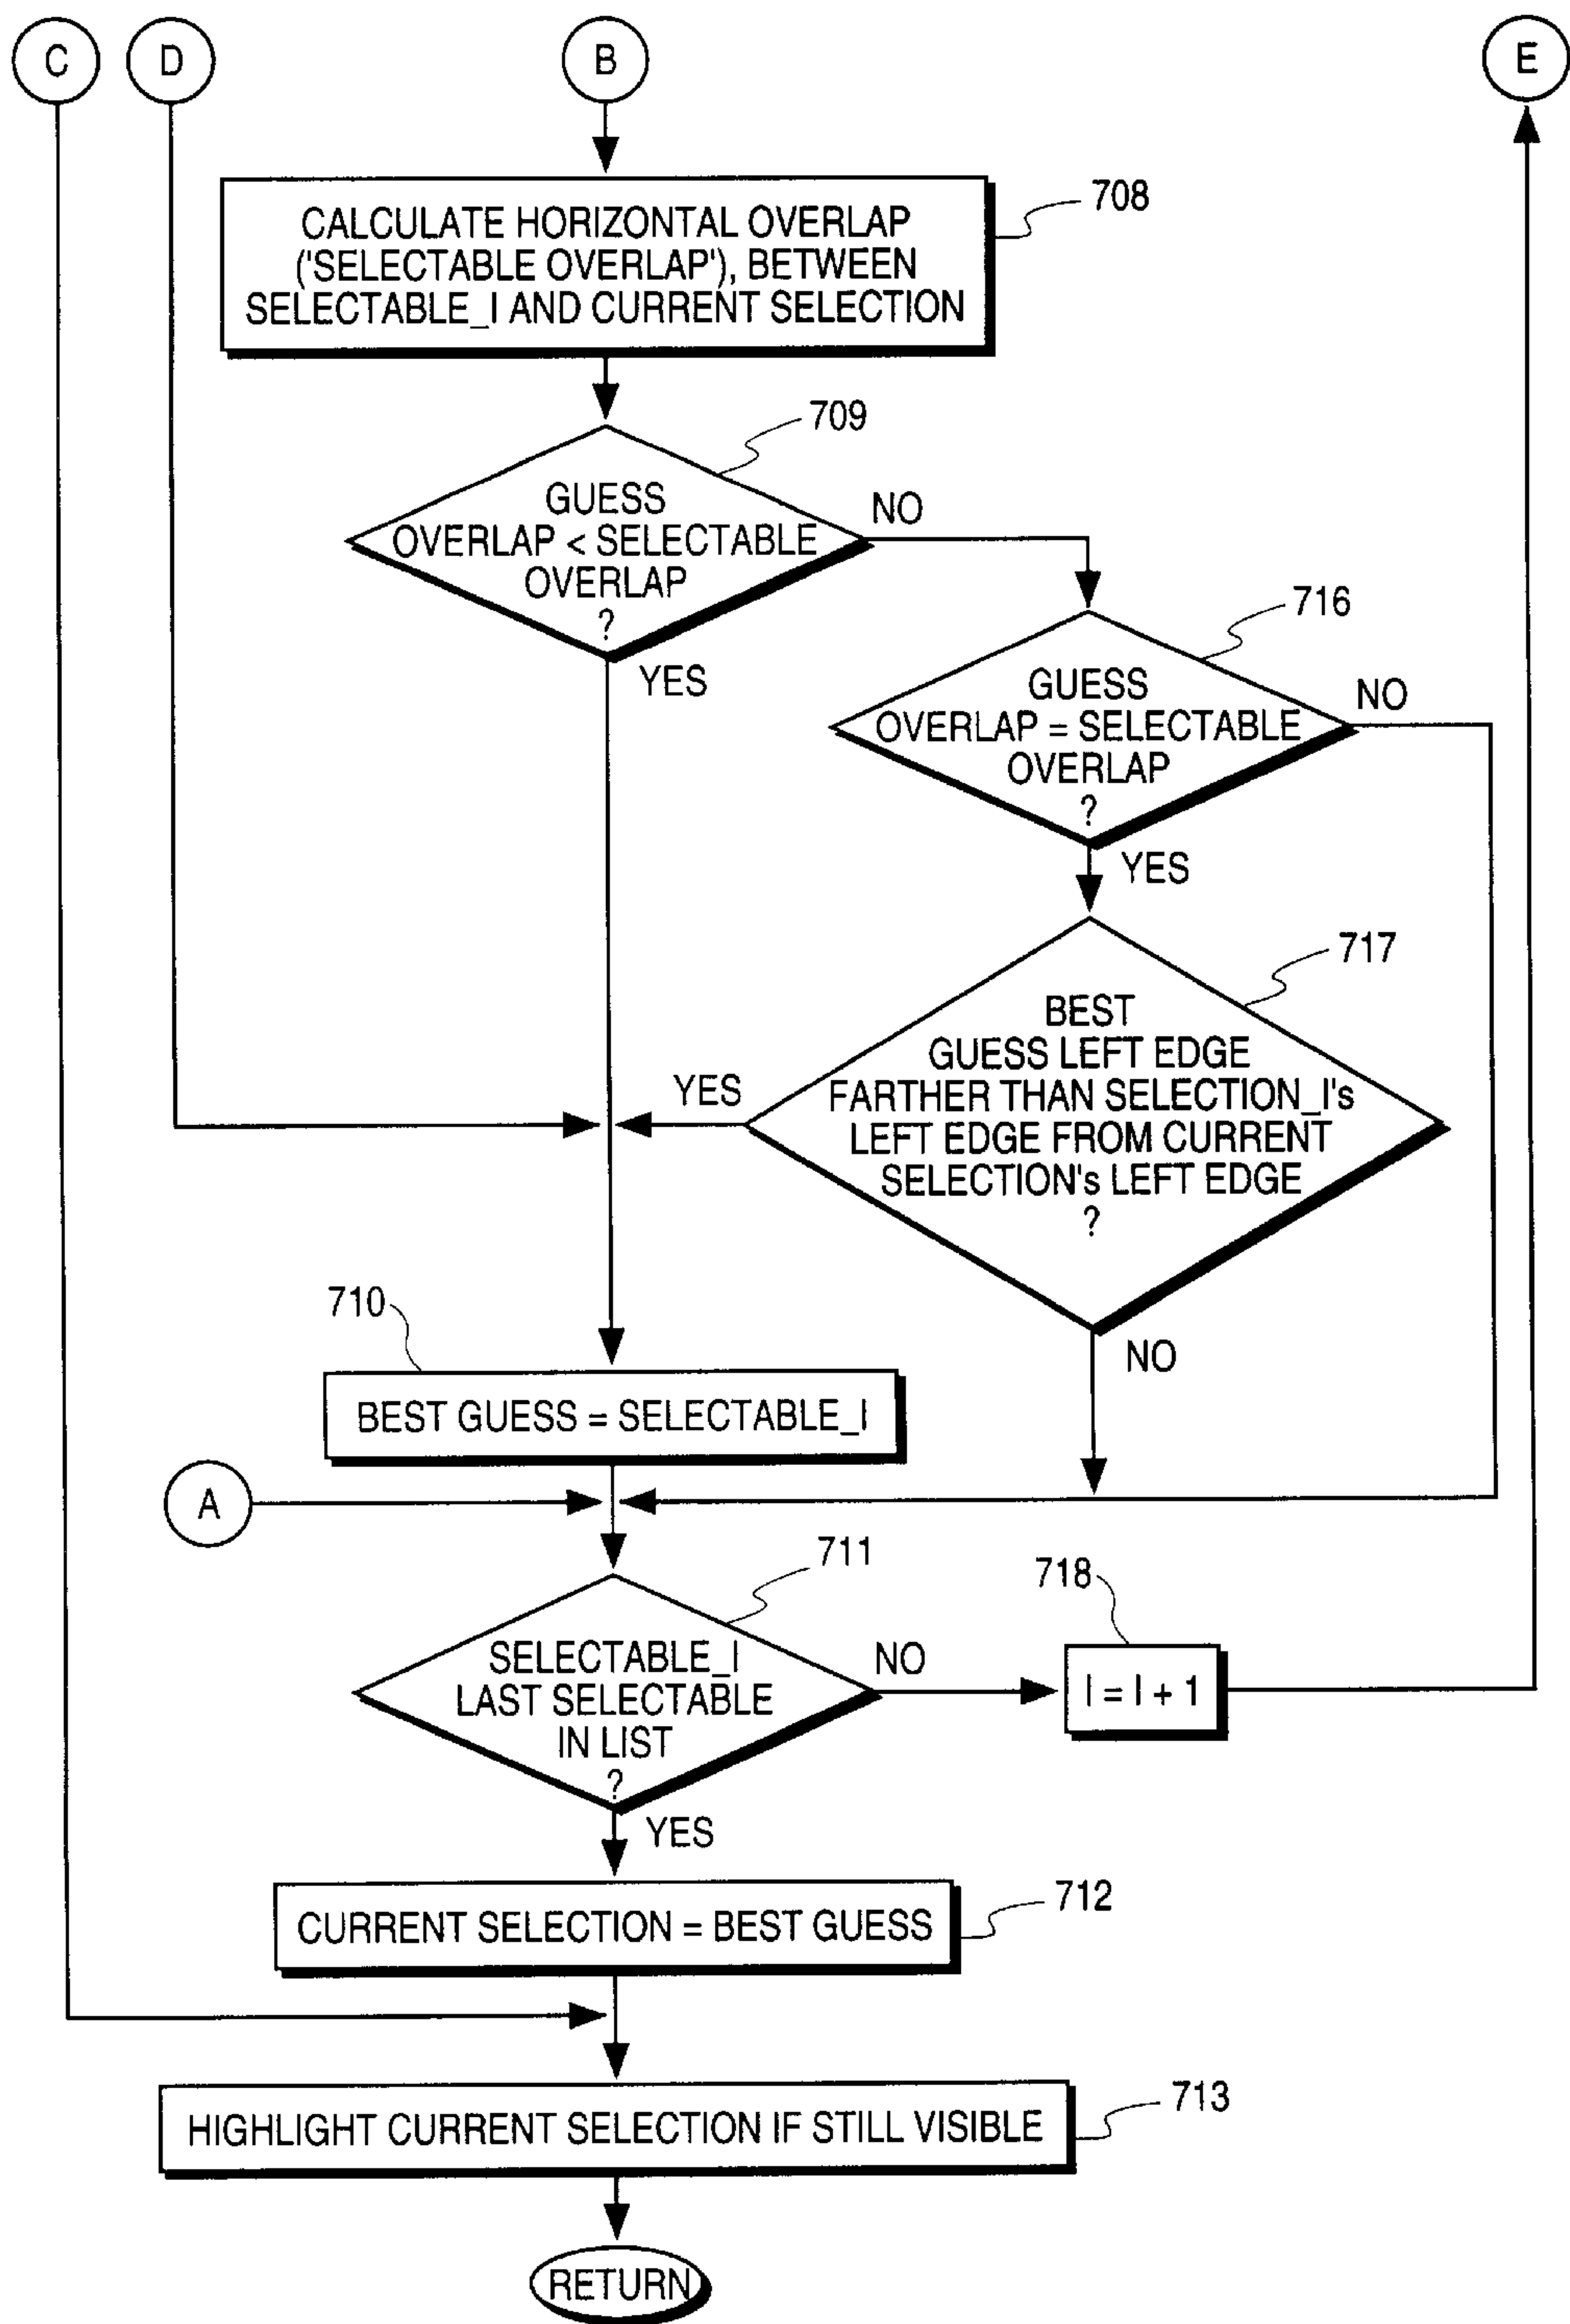 C
D
B
E
708
CALCULATE HORIZONTAL OVERLAP
('SELECTABLE OVERLAP'), BETWEEN
SELECTABLE_I AND CURRENT SELECTION
709
GUESS
OVERLAP < SELECTABLE
OVERLAP
?
NO
YES
716
GUESS
OVERLAP = SELECTABLE
OVERLAP
?
NO
YES
717
BEST
GUESS LEFT EDGE
FARTHER THAN SELECTION_I's
LEFT EDGE FROM CURRENT
SELECTION's LEFT EDGE
?
YES
NO
710
BEST GUESS = SELECTABLE_I
A
711
SELECTABLE_I
LAST SELECTABLE
IN LIST
?
NO
718
I = I + 1
YES
712
CURRENT SELECTION = BEST GUESS
713
HIGHLIGHT CURRENT SELECTION IF STILL VISIBLE
RETURN